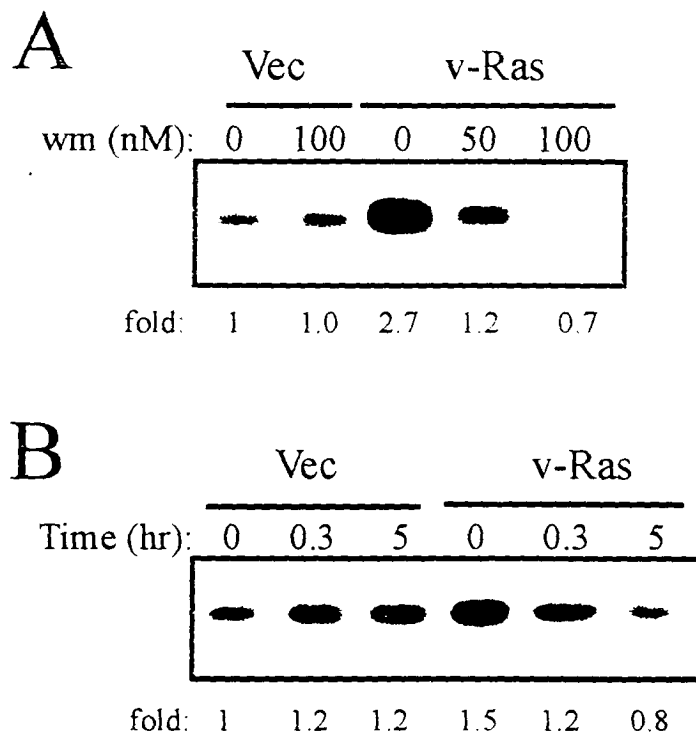 A
Vec v-Ras
wm (nM): 0 100 0 50 100
fold: 1 1.0 2.7 1.2 0.7
B
Vec v-Ras
Time (hr): 0 0.3 5 0 0.3 5
fold: 1 1.2 1.2 1.5 1.2 0.8